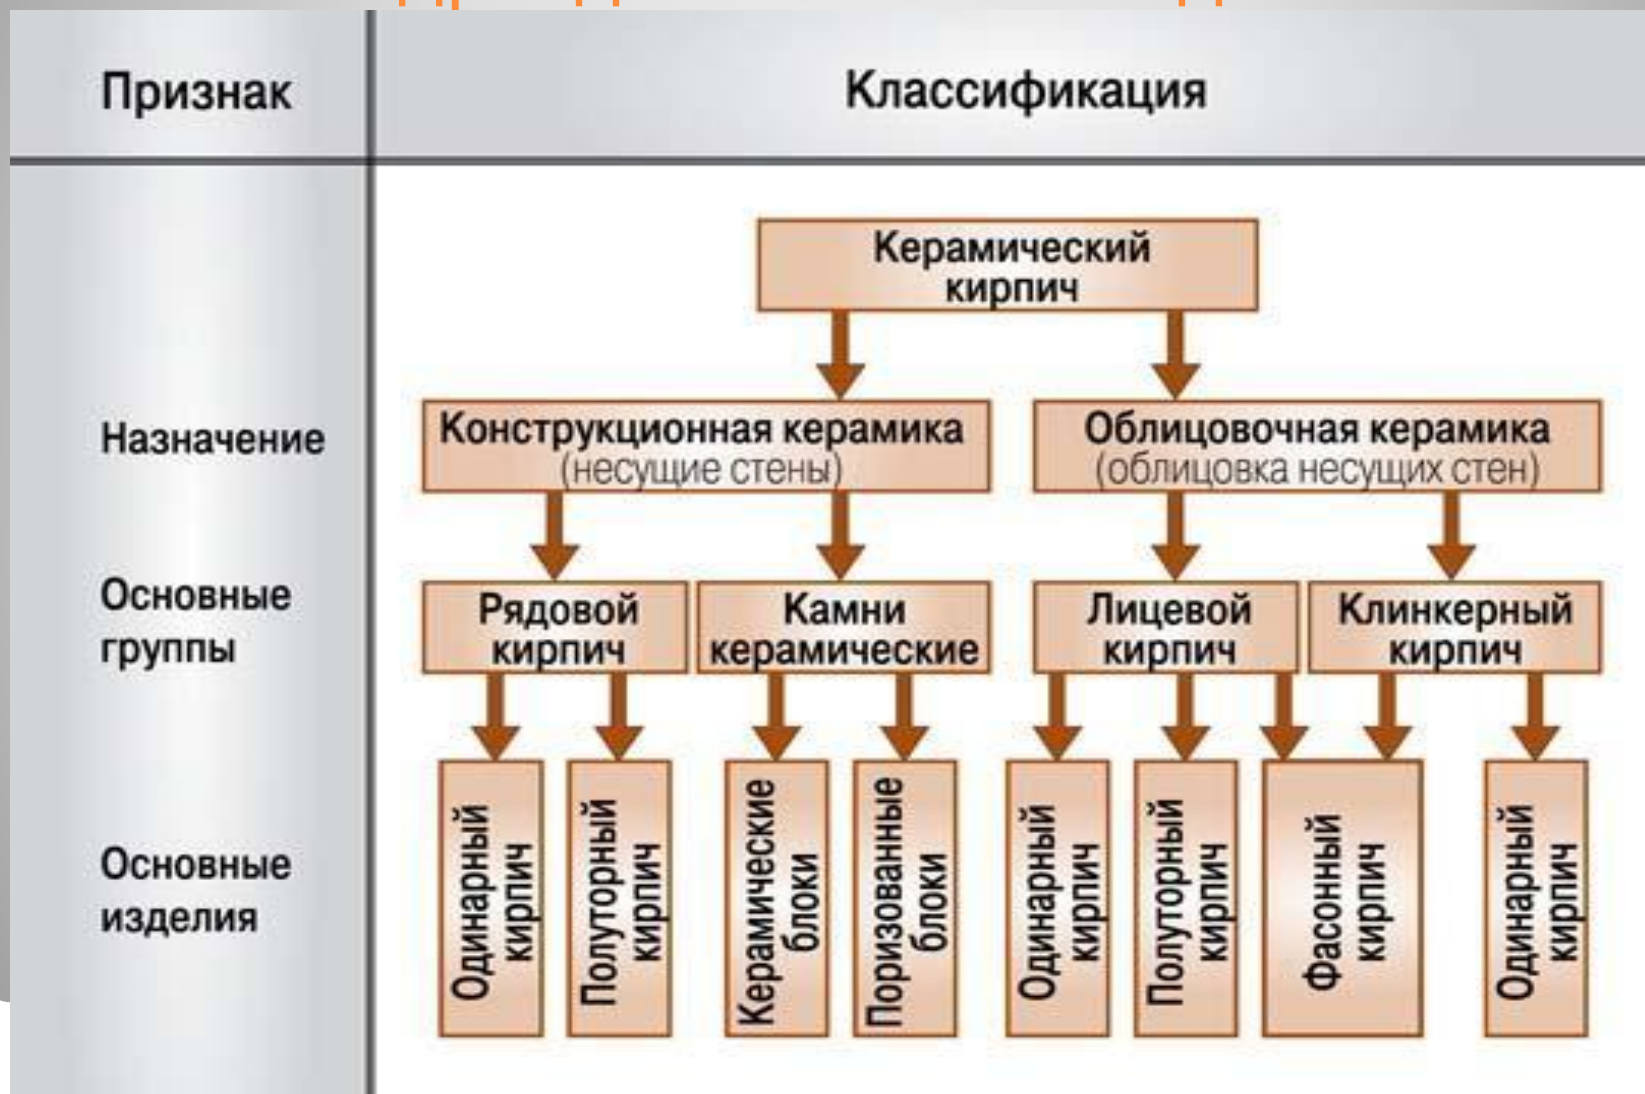 Признак
Классификация
Керамический
кирпич
Назначение
Конструкционная керамика
(несущие стены)
Облицовочная керамика
(облицовка несущих стен)
Основные
группы
Рядовой
кирпич
Камни
керамические
Лицевой
кирпич
Клинкерный
кирпич
Основные
изделия
Одинарный
кирпич
Полуторный
кирпич
Керамические
блоки
Поризованные
блоки
Одинарный
кирпич
Полуторный
кирпич
Фасонный
кирпич
Одинарный
кирпич